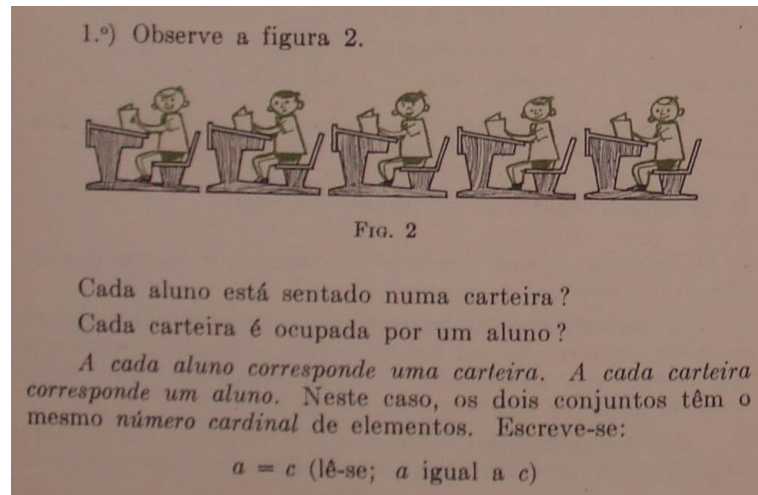 1.º) Observe a figura 2.
FIG. 2
Cada aluno está sentado numa carteira?
Cada carteira é ocupada por um aluno?
A cada aluno corresponde uma carteira. A cada carteira
corresponde um aluno. Neste caso, os dois conjuntos têm o
mesmo número cardinal de elementos. Escreve-se:
a = c (lê-se; a igual a c)